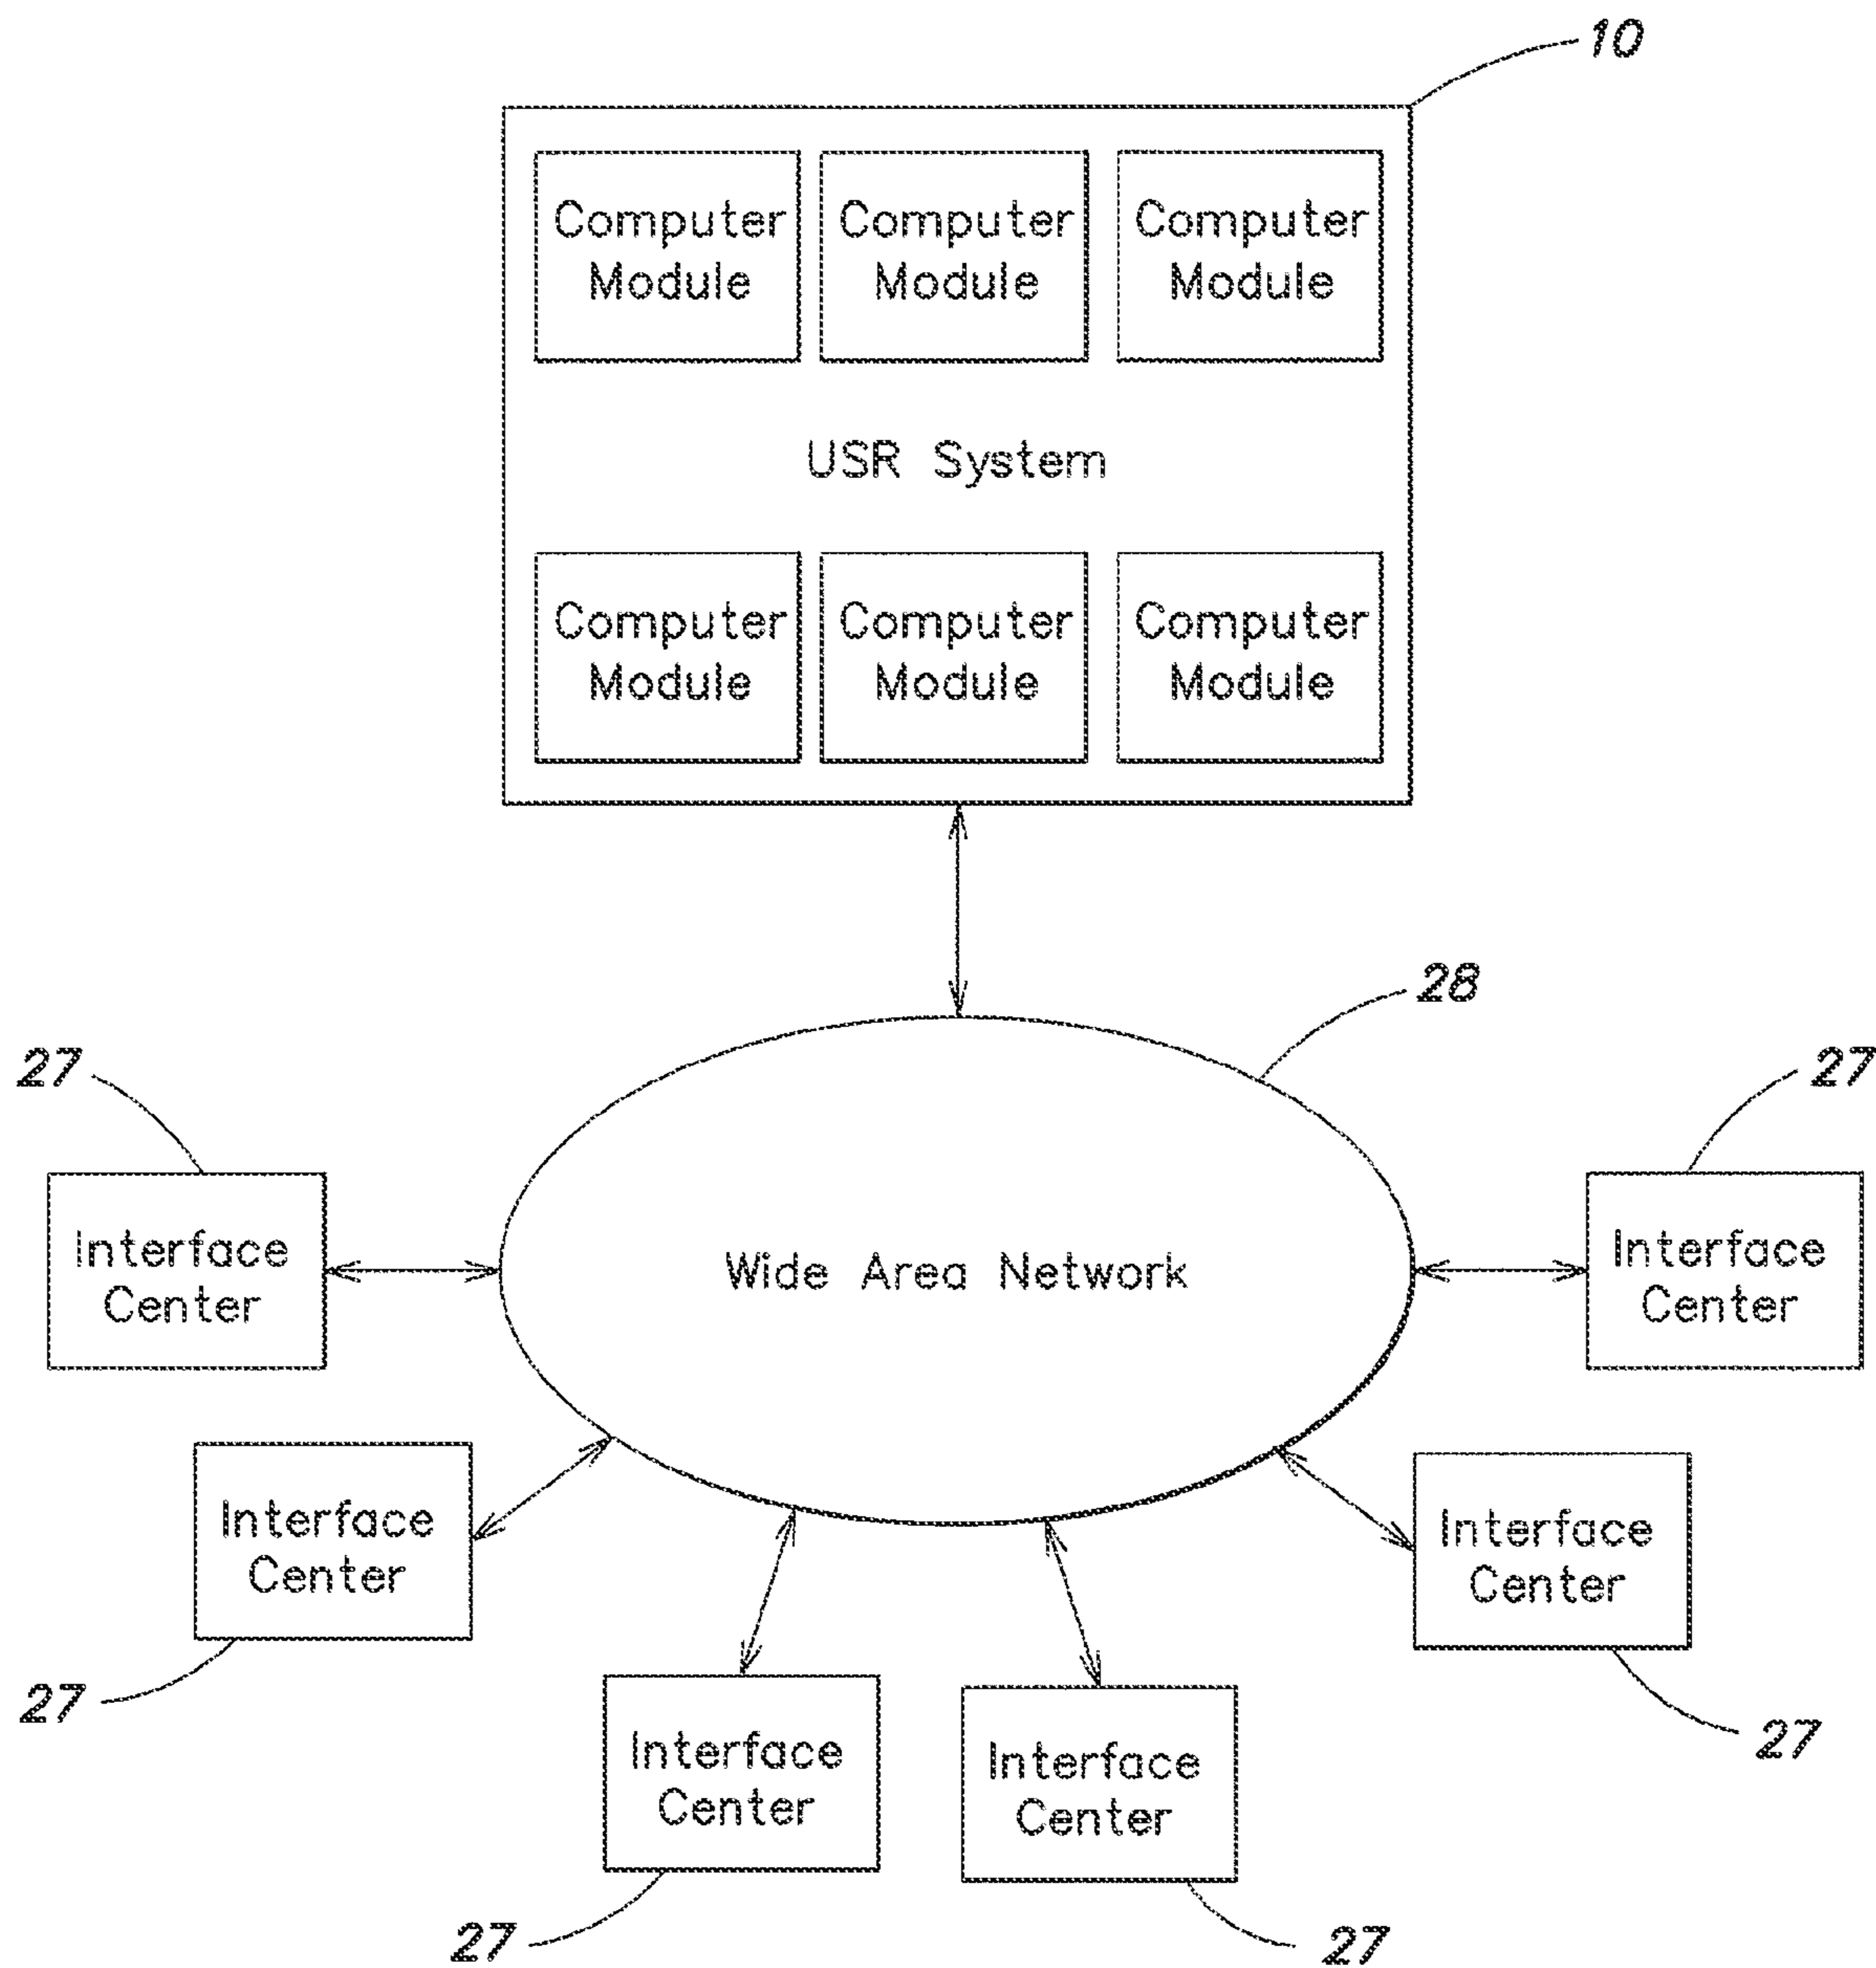 10
Computer Module
Computer Module
Computer Module
USR System
Computer Module
Computer Module
Computer Module
28
27
27
Interface
Center
Wide Area Network
Interface
Center
Interface
Center
Interface
Center
27
Interface
Center
Interface
Center
27
27
27